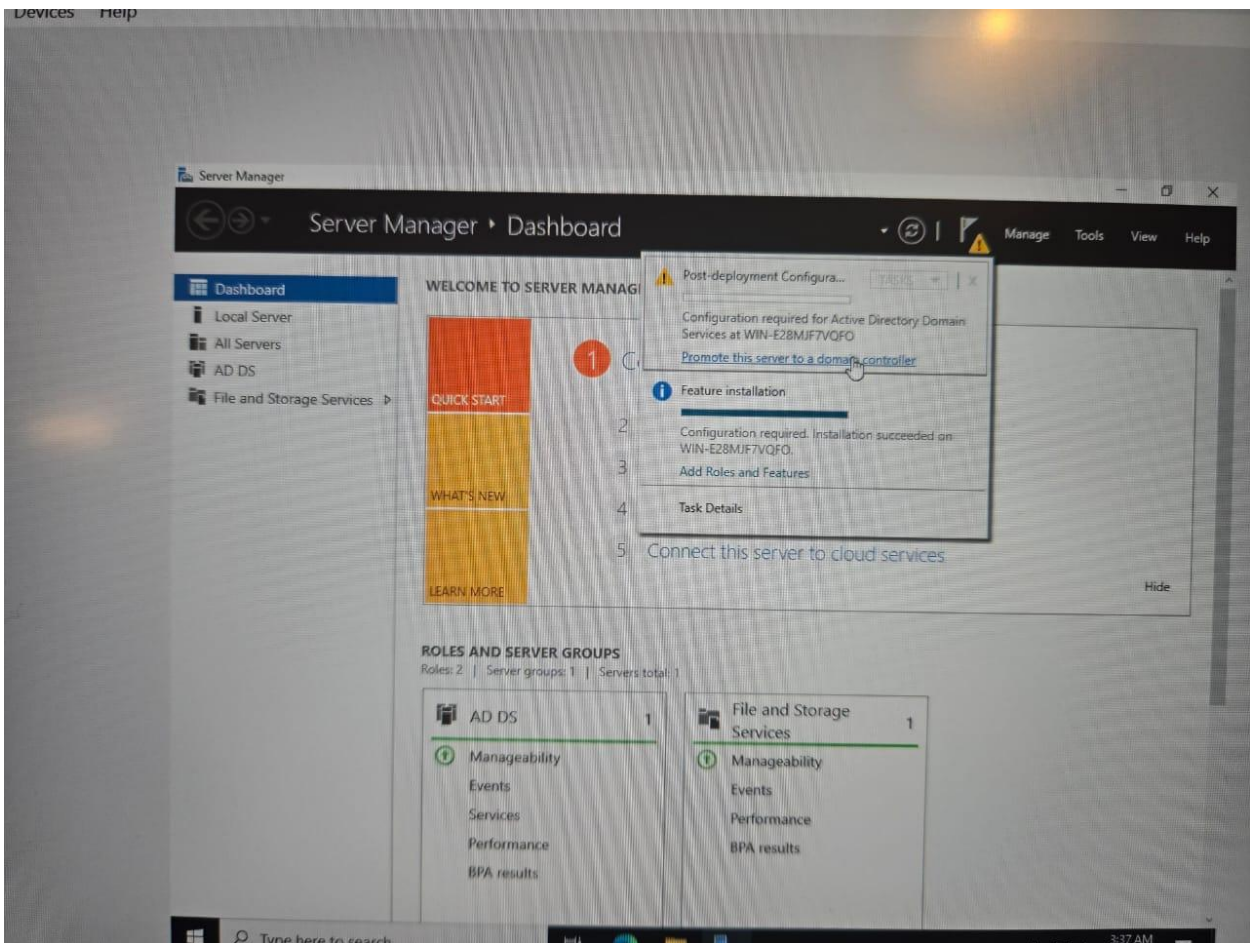 Devices Help
Server Manager
Server Manager ‣ Dashboard
Manage Tools View Help
Dashboard
Local Server
All Servers
AD DS
File and Storage Services
WELCOME TO SERVER MANAG
QUICK START
WHAT'S NEW
LEARN MORE
1
2
3
4
5 Connect this server to cloud services
Hide
Post-deployment Configura... TASKS X
Configuration required for Active Directory Domain
Services at WIN-E28MJF7VQFO
Promote this server to a domain controller
Feature installation
Configuration required. Installation succeeded on
WIN-E28MJF7VQFO.
Add Roles and Features
Task Details
ROLES AND SERVER GROUPS
Roles: 2 | Server groups: 1 | Servers total: 1
AD DS 1
Manageability
Events
Services
Performance
BPA results
File and Storage
Services 1
Manageability
Events
Performance
BPA results
Type here to search
3:37 AM